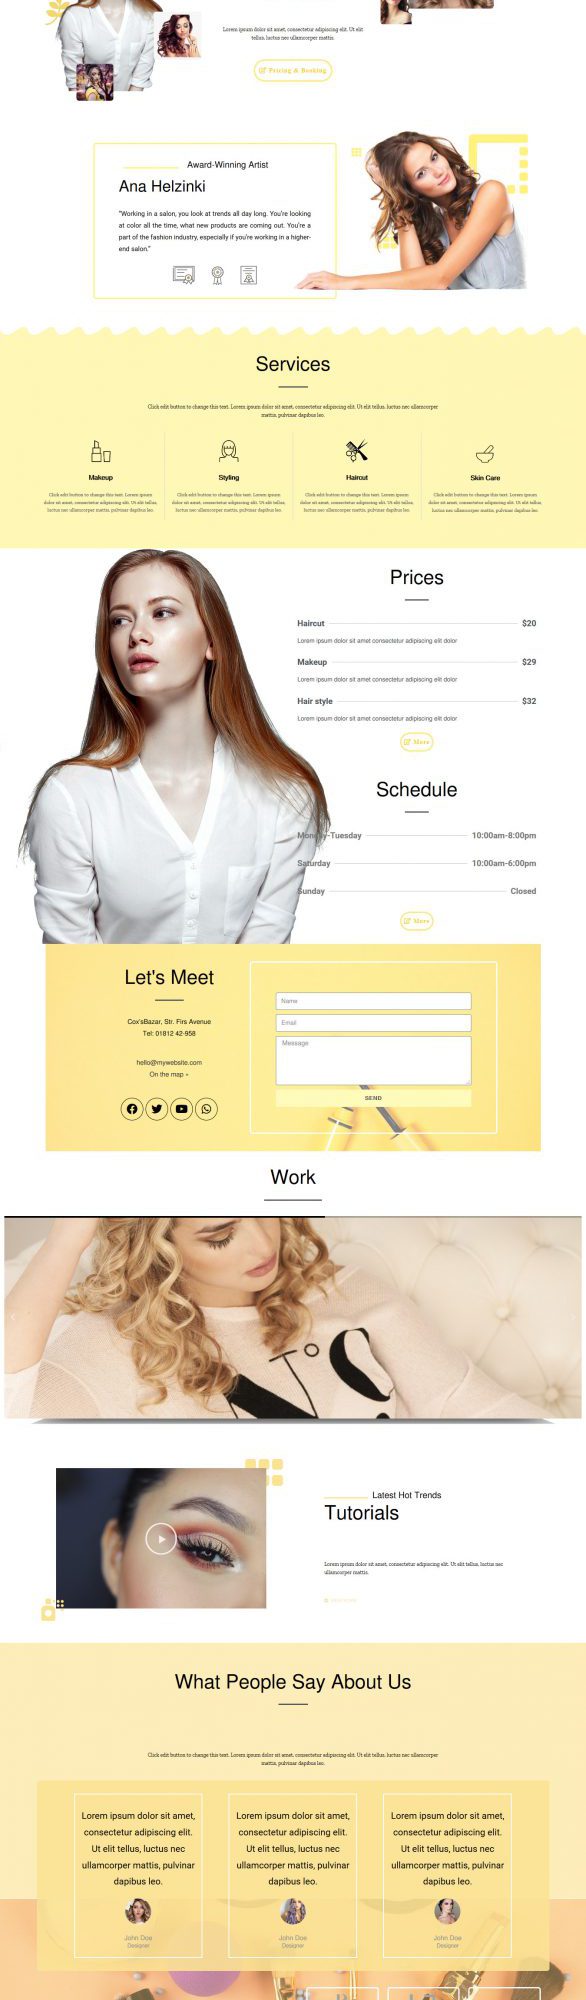 Lorem ipsum dolor sit amet, consectetur adipiscing elit. Ut elit
tellus, luctus nec ullamcorper mattis.
Pricing & Booking
Award-Winning Artist
Ana Helzinki
"Working in a salon, you look at trends all day long. You're looking
at color all the time, what new products are coming out. You're a
part of the fashion industry, especially if you're working in a higher-
end salon."
Services
Click edit button to change this text. Lorem ipsum dolor sit amet, consectetur adipiscing elit. Ut elit tellus, luctus nec ullamcorper
mattis, pulvinar dapibus leo.
Makeup
Click edit button to change this text. Lorem ipsum
dolor sit amet, consectetur adipiscing elit. Ut elit tellus,
luctus nec ullamcorper mattis, pulvinar dapibus leo.
Styling
Click edit button to change this text. Lorem ipsum
dolor sit amet, consectetur adipiscing elit. Ut elit tellus,
luctus nec ullamcorper mattis, pulvinar dapibus leo.
Haircut
Click edit button to change this text. Lorem ipsum
dolor sit amet, consectetur adipiscing elit. Ut elit tellus,
luctus nec ullamcorper mattis, pulvinar dapibus leo.
Skin Care
Click edit button to change this text. Lorem ipsum
dolor sit amet, consectetur adipiscing elit. Ut elit tellus,
luctus nec ullamcorper mattis, pulvinar dapibus leo.
Prices
Haircut $20
Lorem ipsum dolor sit amet consectetur adipiscing elit dolor
Makeup $29
Lorem ipsum dolor sit amet consectetur adipiscing elit dolor
Hair style $32
Lorem ipsum dolor sit amet consectetur adipiscing elit dolor
More
Schedule
Monday-Tuesday 10:00am-8:00pm
Saturday 10:00am-6:00pm
Sunday Closed
More
Let's Meet
Cox'sBazar, Str. Firs Avenue
Tel: 01812 42-958
hello@mywebsite.com
On the map »
Name
Email
Message
SEND
Work
N°
Latest Hot Trends
Tutorials
Lorem ipsum dolor sit amet, consectetur adipiscing elit. Ut elit tellus, luctus nec
ullamcorper mattis.
What People Say About Us
Click edit button to change this text. Lorem ipsum dolor sit amet, consectetur adipiscing elit. Ut elit tellus, luctus nec ullamcorper
mattis, pulvinar dapibus leo.
Lorem ipsum dolor sit amet,
consectetur adipiscing elit.
Ut elit tellus, luctus nec
ullamcorper mattis, pulvinar
dapibus leo.
John Doe
Designer
Lorem ipsum dolor sit amet,
consectetur adipiscing elit.
Ut elit tellus, luctus nec
ullamcorper mattis, pulvinar
dapibus leo.
John Doe
Designer
Lorem ipsum dolor sit amet,
consectetur adipiscing elit.
Ut elit tellus, luctus nec
ullamcorper mattis, pulvinar
dapibus leo.
John Doe
Designer